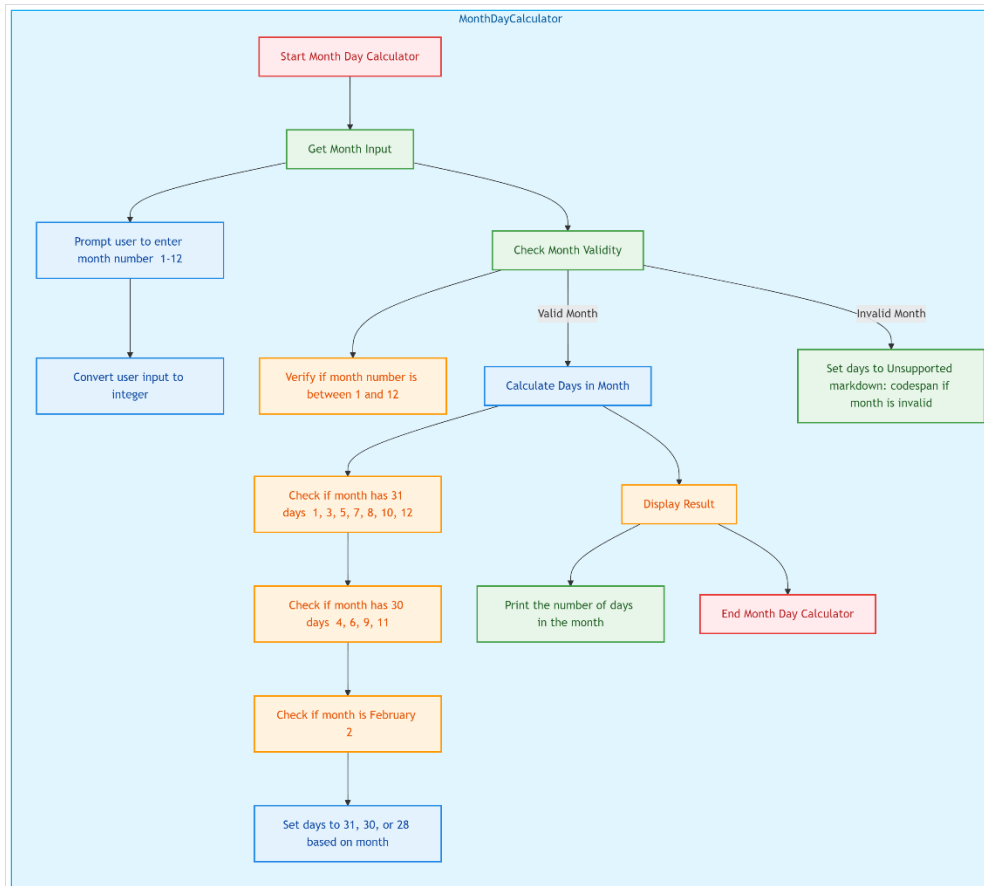 MonthDayCalculator
Start Month Day Calculator
Get Month Input
Prompt user to enter
month number 1-12
Check Month Validity
Valid Month
Invalid Month
Convert user input to
integer
Verify if month number is
between 1 and 12
Calculate Days in Month
Set days to Unsupported
markdown: codespan if
month is invalid
Check if month has 31
days 1, 3, 5, 7, 8, 10, 12
Display Result
Check if month has 30
days 4, 6, 9, 11
Print the number of days
in the month
End Month Day Calculator
Check if month is February
2
Set days to 31, 30, or 28
based on month